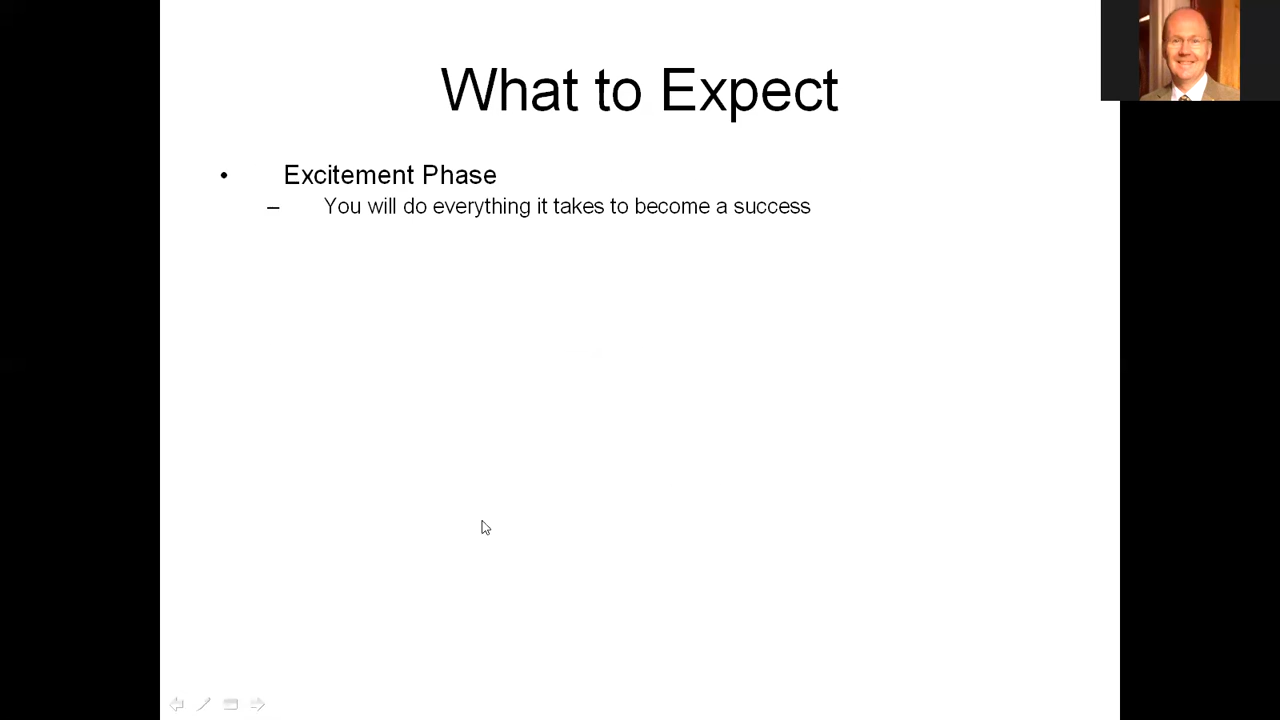 What to Expect
• Excitement Phase
– You will do everything it takes to become a success